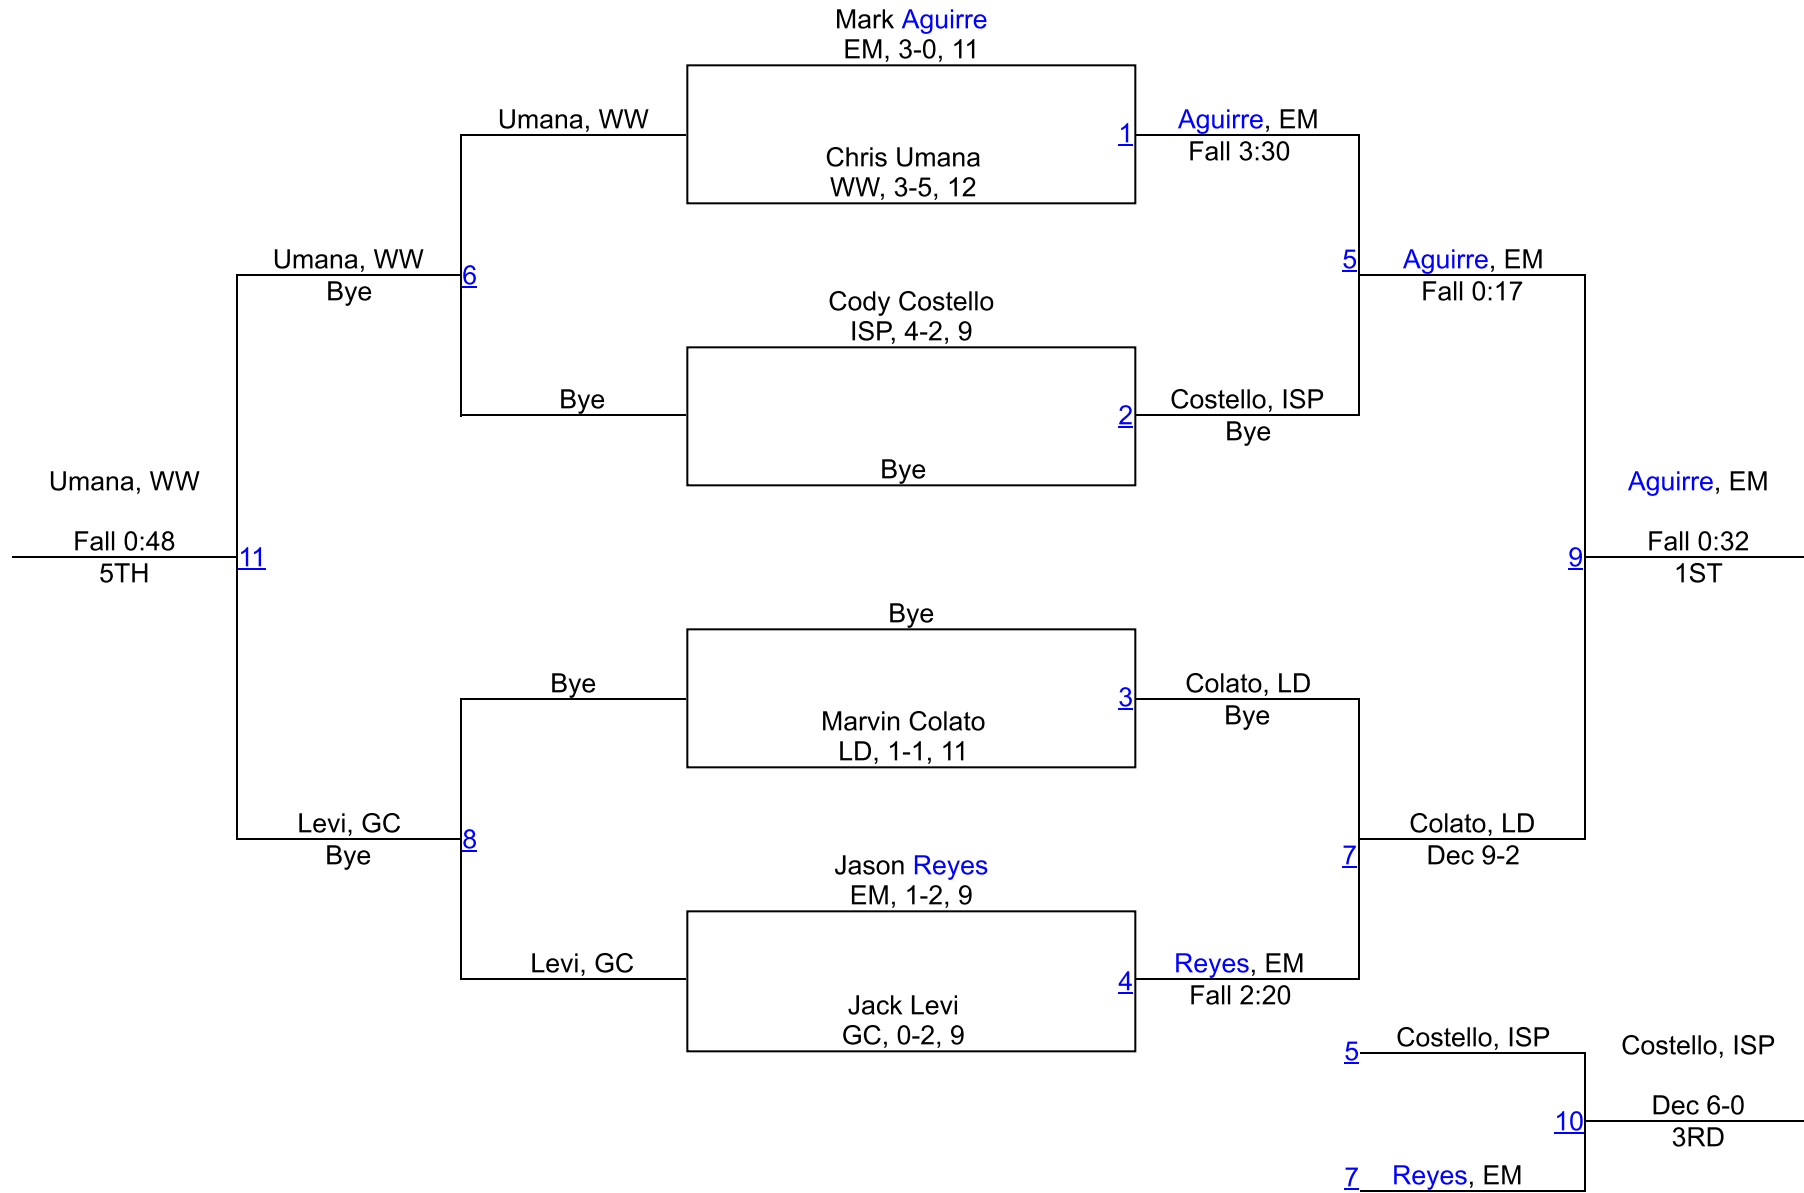 Mark Aguirre
EM, 3-0, 11
Umana, WW
1
Aguirre, EM
Fall 3:30
Chris Umana
WW, 3-5, 12
Umana, WW
Bye
6
5
Aguirre, EM
Fall 0:17
Cody Costello
ISP, 4-2, 9
Bye
2
Costello, ISP
Bye
Bye
Umana, WW
Fall 0:48
5TH
11
9
Aguirre, EM
Fall 0:32
1ST
Bye
Bye
3
Colato, LD
Bye
Marvin Colato
LD, 1-1, 11
Levi, GC
Bye
8
7
Colato, LD
Dec 9-2
Jason Reyes
EM, 1-2, 9
Levi, GC
4
Reyes, EM
Fall 2:20
Jack Levi
GC, 0-2, 9
5
Costello, ISP
Costello, ISP
10
Dec 6-0
3RD
7
Reyes, EM